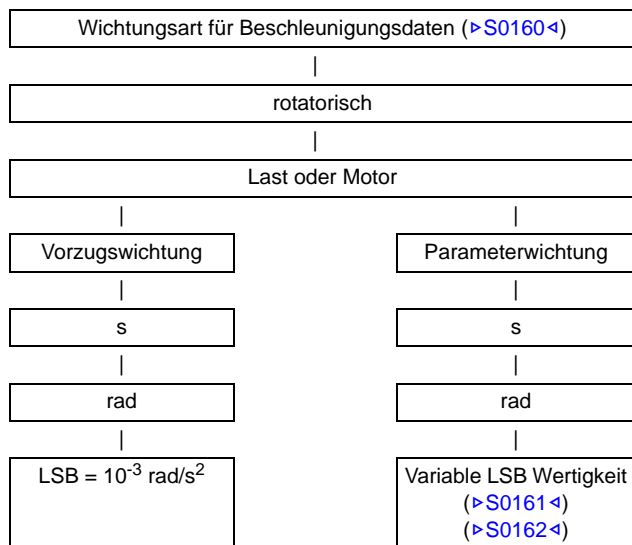 Wichtungsart für Beschleunigungsdaten (▹S0160◃)
rotatorisch
Last oder Motor
Vorzugswichtung
Parameterwichtung
s
s
rad
rad
LSB = 10⁻³ rad/s²
Variable LSB Wertigkeit
(▹S0161◃)
(▹S0162◃)